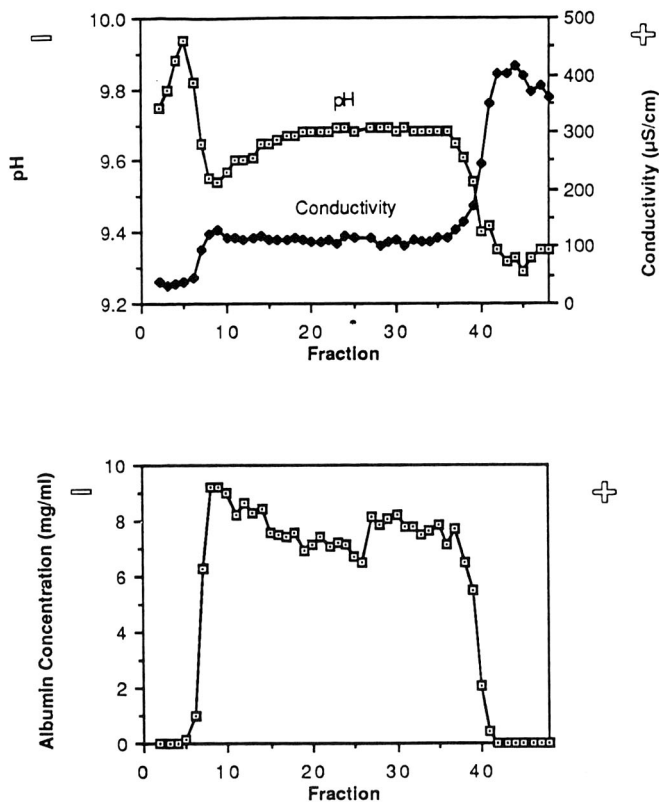 − +
10.0 500
9.8 400
9.6 300
200
9.4 100
9.2 0
pH
pH
Conductivity
Conductivity (µS/cm)
0 10 20 30 40
Fraction
− +
10
8
6
4
2
0
Albumin Concentration (mg/ml)
0 10 20 30 40
Fraction